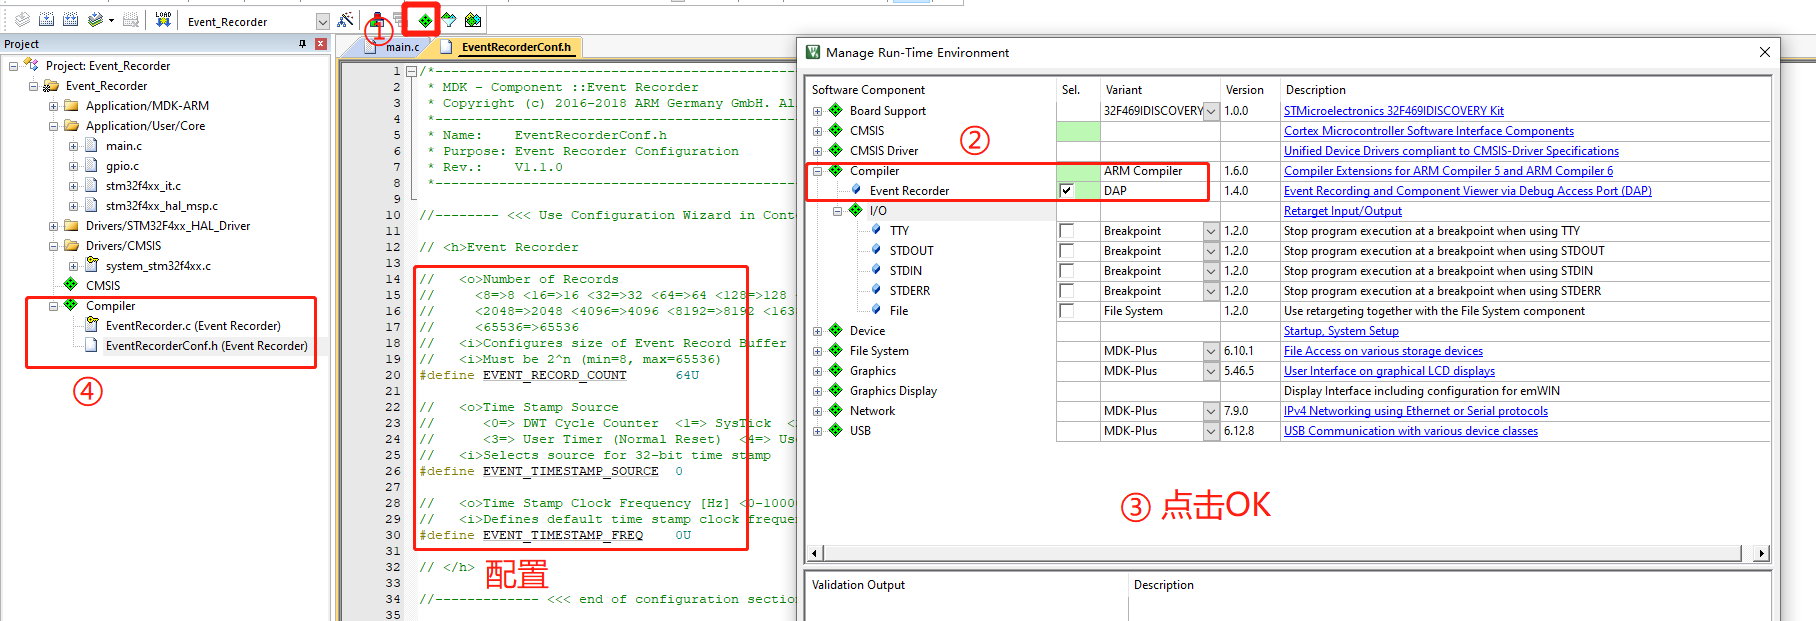 LOAD
Event_Recorder
①
Project
main.c
EventRecorderConf.h
Project: Event_Recorder
Event_Recorder
Application/MDK-ARM
Application/User/Core
main.c
gpio.c
stm32f4xx_it.c
stm32f4xx_hal_msp.c
Drivers/STM32F4xx_HAL_Driver
Drivers/CMSIS
system_stm32f4xx.c
CMSIS
Compiler
EventRecorder.c (Event Recorder)
EventRecorderConf.h (Event Recorder)
④
1 /*------------------------------------------------
2 * MDK - Component ::Event Recorder
3 * Copyright (c) 2016-2018 ARM Germany GmbH. Al
4 *-----------------------------------------------
5 * Name:    EventRecorderConf.h
6 * Purpose: Event Recorder Configuration
7 * Rev.:    V1.1.0
8 *-----------------------------------------------
9
10 //-------- <<< Use Configuration Wizard in Cont
11
12 // <h>Event Recorder
13
14 //   <o>Number of Records
15 //     <8=>8 <16=>16 <32=>32 <64=>64 <128=>128 <
16 //     <2048=>2048 <4096=>4096 <8192=>8192 <163
17 //     <65536=>65536
18 //   <i>Configures size of Event Record Buffer
19 //   <i>Must be 2^n (min=8, max=65536)
20 #define EVENT_RECORD_COUNT      64U
21
22 //   <o>Time Stamp Source
23 //      <0=> DWT Cycle Counter  <1=> SysTick  <
24 //      <3=> User Timer (Normal Reset)  <4=> Us
25 //   <i>Selects source for 32-bit time stamp
26 #define EVENT_TIMESTAMP_SOURCE  0
27
28 //   <o>Time Stamp Clock Frequency [Hz] <0-1000
29 //   <i>Defines default time stamp clock frequen
30 #define EVENT_TIMESTAMP_FREQ    0U
31
32 // </h>
33
34 //------------- <<< end of configuration section
35
配置
Manage Run-Time Environment
Software Component Sel. Variant Version Description
Board Support 32F469IDISCOVERY 1.0.0 STMicroelectronics 32F469IDISCOVERY Kit
CMSIS Cortex Microcontroller Software Interface Components
CMSIS Driver Unified Device Drivers compliant to CMSIS-Driver Specifications
②
Compiler ARM Compiler 1.6.0 Compiler Extensions for ARM Compiler 5 and ARM Compiler 6
Event Recorder DAP 1.4.0 Event Recording and Component Viewer via Debug Access Port (DAP)
I/O Retarget Input/Output
TTY Breakpoint 1.2.0 Stop program execution at a breakpoint when using TTY
STDOUT Breakpoint 1.2.0 Stop program execution at a breakpoint when using STDOUT
STDIN Breakpoint 1.2.0 Stop program execution at a breakpoint when using STDIN
STDERR Breakpoint 1.2.0 Stop program execution at a breakpoint when using STDERR
File File System 1.2.0 Use retargeting together with the File System component
Device Startup, System Setup
File System MDK-Plus 6.10.1 File Access on various storage devices
Graphics MDK-Plus 5.46.5 User Interface on graphical LCD displays
Graphics Display Display Interface including configuration for emWIN
Network MDK-Plus 7.9.0 IPv4 Networking using Ethernet or Serial protocols
USB MDK-Plus 6.12.8 USB Communication with various device classes
③ 点击OK
Validation Output Description